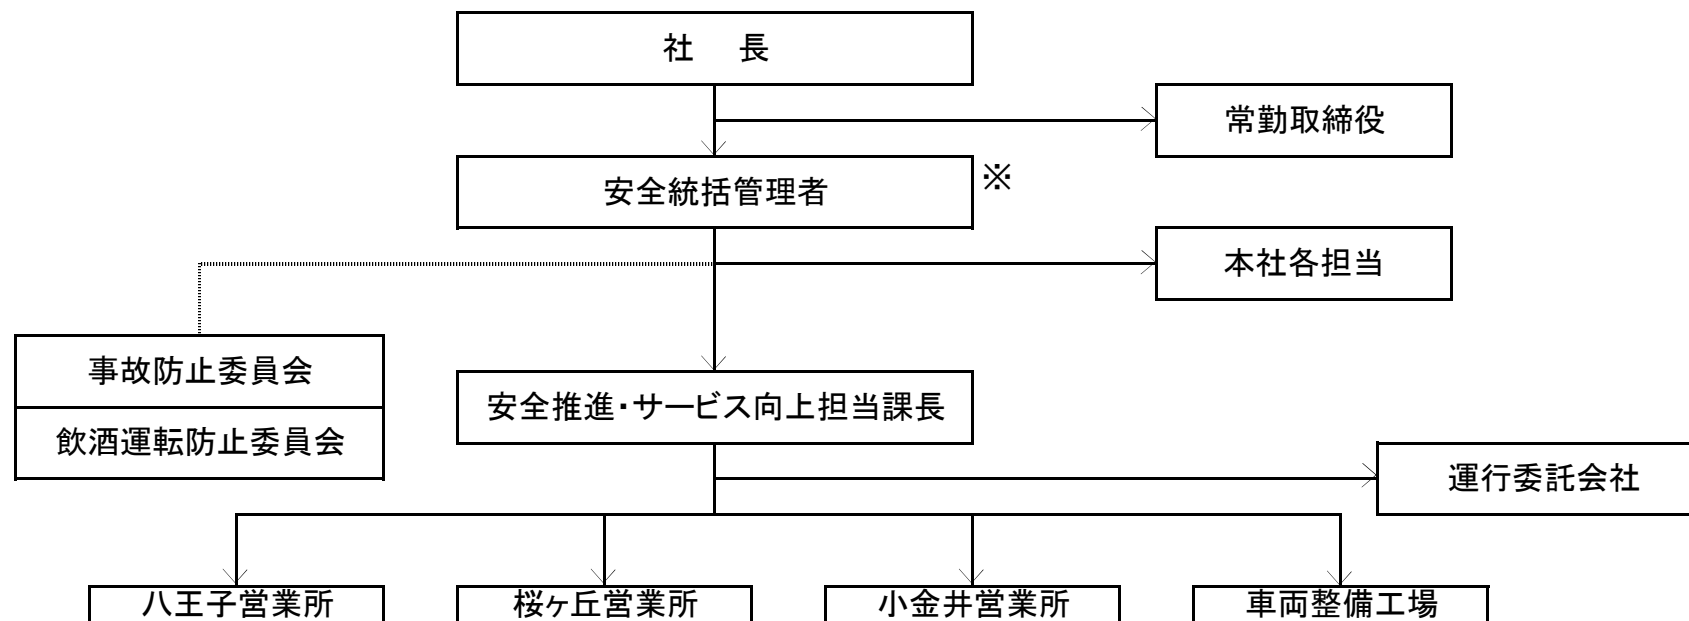 社　長
常勤取締役
安全統括管理者
※
本社各担当
事故防止委員会
安全推進・サービス向上担当課長
飲酒運転防止委員会
運行委託会社
八王子営業所
桜ヶ丘営業所
小金井営業所
車両整備工場